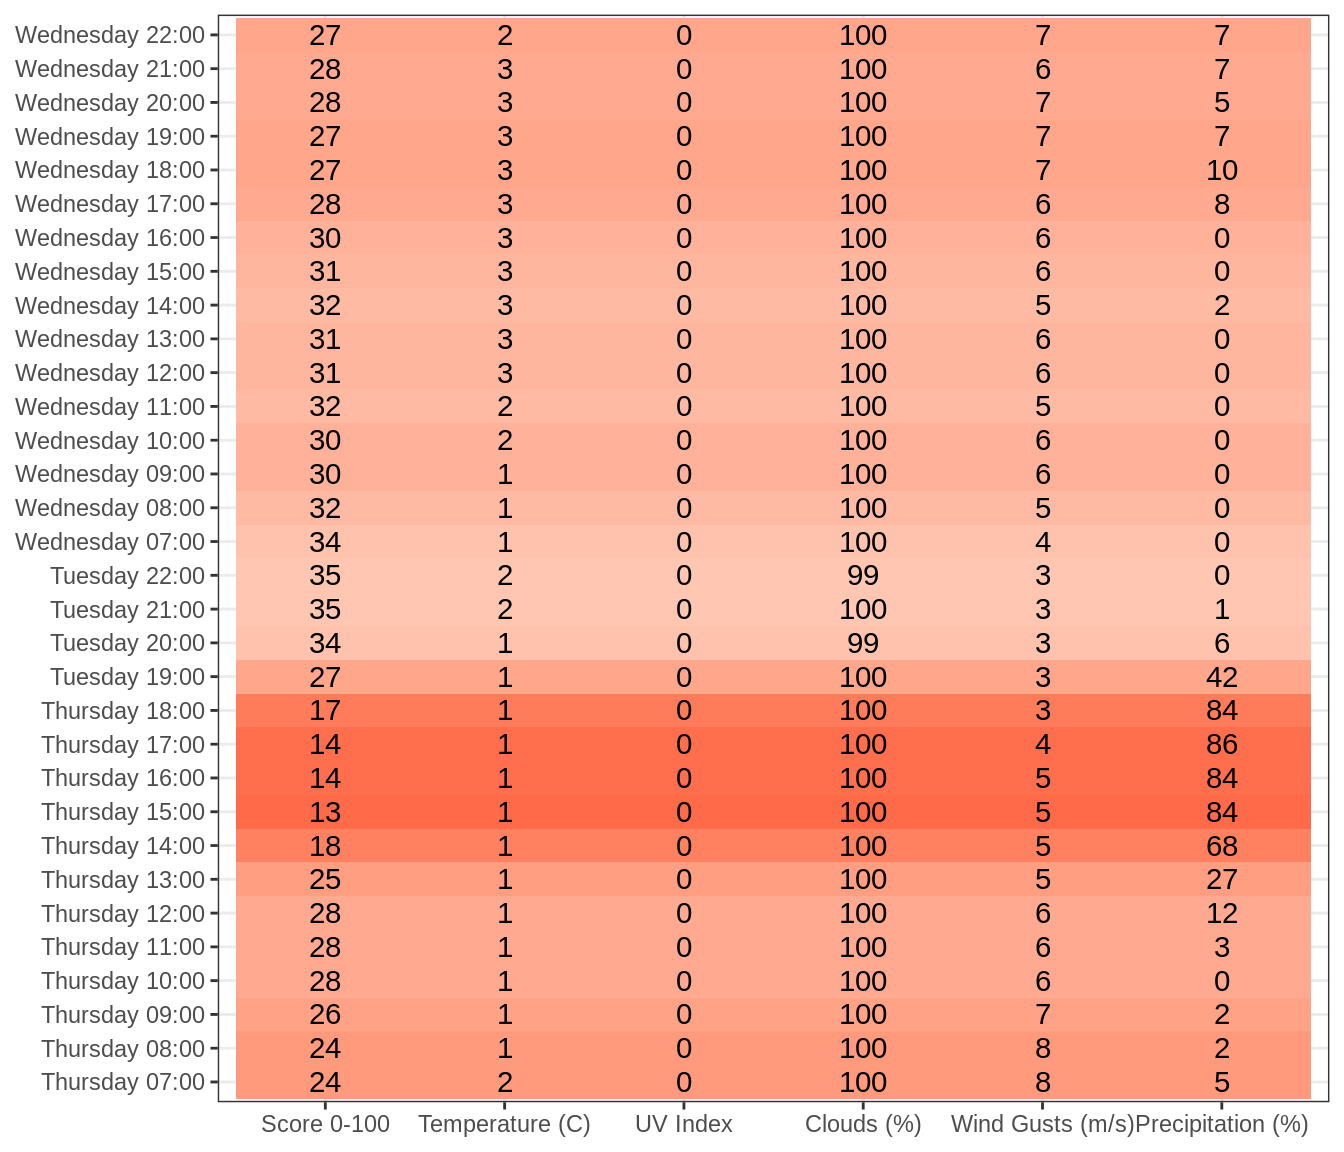 Wednesday 22:00 27 2 0 100 7 7
Wednesday 21:00 28 3 0 100 6 7
Wednesday 20:00 28 3 0 100 7 5
Wednesday 19:00 27 3 0 100 7 7
Wednesday 18:00 27 3 0 100 7 10
Wednesday 17:00 28 3 0 100 6 8
Wednesday 16:00 30 3 0 100 6 0
Wednesday 15:00 31 3 0 100 6 0
Wednesday 14:00 32 3 0 100 5 2
Wednesday 13:00 31 3 0 100 6 0
Wednesday 12:00 31 3 0 100 6 0
Wednesday 11:00 32 2 0 100 5 0
Wednesday 10:00 30 2 0 100 6 0
Wednesday 09:00 30 1 0 100 6 0
Wednesday 08:00 32 1 0 100 5 0
Wednesday 07:00 34 1 0 100 4 0
Tuesday 22:00 35 2 0 99 3 0
Tuesday 21:00 35 2 0 100 3 1
Tuesday 20:00 34 1 0 99 3 6
Tuesday 19:00 27 1 0 100 3 42
Thursday 18:00 17 1 0 100 3 84
Thursday 17:00 14 1 0 100 4 86
Thursday 16:00 14 1 0 100 5 84
Thursday 15:00 13 1 0 100 5 84
Thursday 14:00 18 1 0 100 5 68
Thursday 13:00 25 1 0 100 5 27
Thursday 12:00 28 1 0 100 6 12
Thursday 11:00 28 1 0 100 6 3
Thursday 10:00 28 1 0 100 6 0
Thursday 09:00 26 1 0 100 7 2
Thursday 08:00 24 1 0 100 8 2
Thursday 07:00 24 2 0 100 8 5
Score 0-100 Temperature (C) UV Index Clouds (%) Wind Gusts (m/s) Precipitation (%)